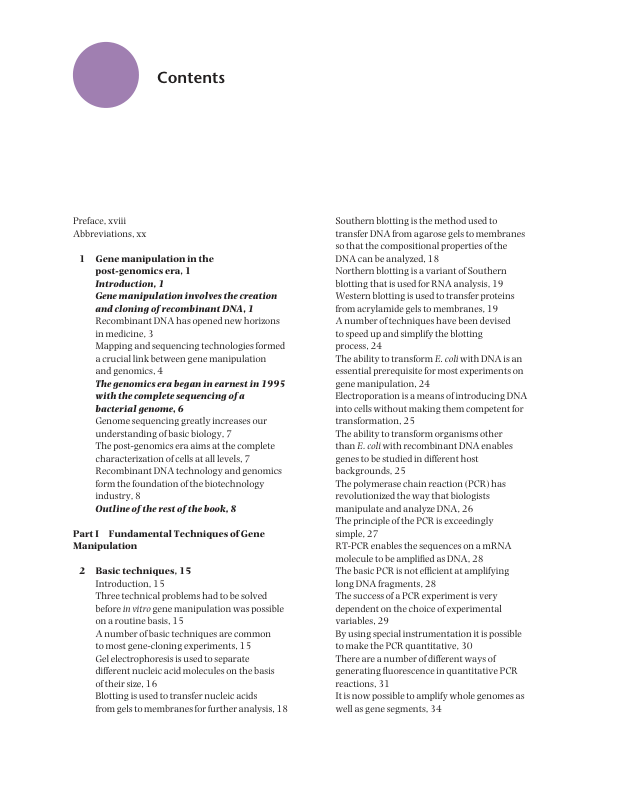 Contents
Preface, xviii
Abbreviations, xx
1 Gene manipulation in the
post-genomics era, 1
Introduction, 1
Gene manipulation involves the creation
and cloning of recombinant DNA, 1
Recombinant DNA has opened new horizons
in medicine, 3
Mapping and sequencing technologies formed
a crucial link between gene manipulation
and genomics, 4
The genomics era began in earnest in 1995
with the complete sequencing of a
bacterial genome, 6
Genome sequencing greatly increases our
understanding of basic biology, 7
The post-genomics era aims at the complete
characterization of cells at all levels, 7
Recombinant DNA technology and genomics
form the foundation of the biotechnology
industry, 8
Outline of the rest of the book, 8
Part I Fundamental Techniques of Gene
Manipulation
2 Basic techniques, 15
Introduction, 15
Three technical problems had to be solved
before in vitro gene manipulation was possible
on a routine basis, 15
A number of basic techniques are common
to most gene-cloning experiments, 15
Gel electrophoresis is used to separate
different nucleic acid molecules on the basis
of their size, 16
Blotting is used to transfer nucleic acids
from gels to membranes for further analysis, 18
Southern blotting is the method used to
transfer DNA from agarose gels to membranes
so that the compositional properties of the
DNA can be analyzed, 18
Northern blotting is a variant of Southern
blotting that is used for RNA analysis, 19
Western blotting is used to transfer proteins
from acrylamide gels to membranes, 19
A number of techniques have been devised
to speed up and simplify the blotting
process, 24
The ability to transform E. coli with DNA is an
essential prerequisite for most experiments on
gene manipulation, 24
Electroporation is a means of introducing DNA
into cells without making them competent for
transformation, 25
The ability to transform organisms other
than E. coli with recombinant DNA enables
genes to be studied in different host
backgrounds, 25
The polymerase chain reaction (PCR) has
revolutionized the way that biologists
manipulate and analyze DNA, 26
The principle of the PCR is exceedingly
simple, 27
RT-PCR enables the sequences on a mRNA
molecule to be amplified as DNA, 28
The basic PCR is not efficient at amplifying
long DNA fragments, 28
The success of a PCR experiment is very
dependent on the choice of experimental
variables, 29
By using special instrumentation it is possible
to make the PCR quantitative, 30
There are a number of different ways of
generating fluorescence in quantitative PCR
reactions, 31
It is now possible to amplify whole genomes as
well as gene segments, 34